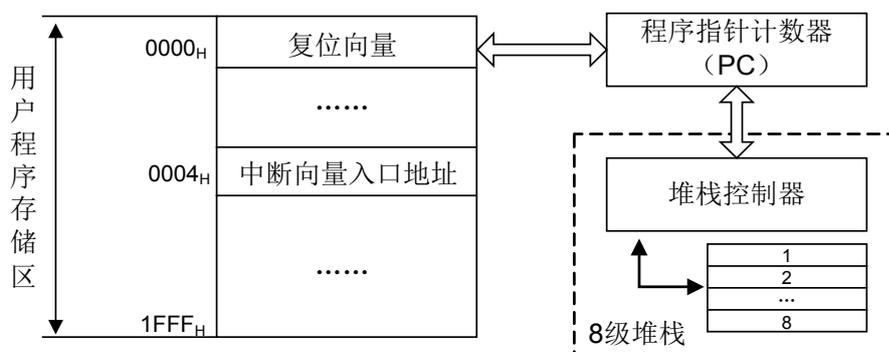 用户程序存储区
0000H
复位向量
……
0004H
中断向量入口地址
……
1FFFH
程序指针计数器
（PC）
堆栈控制器
1
2
...
8
8级堆栈